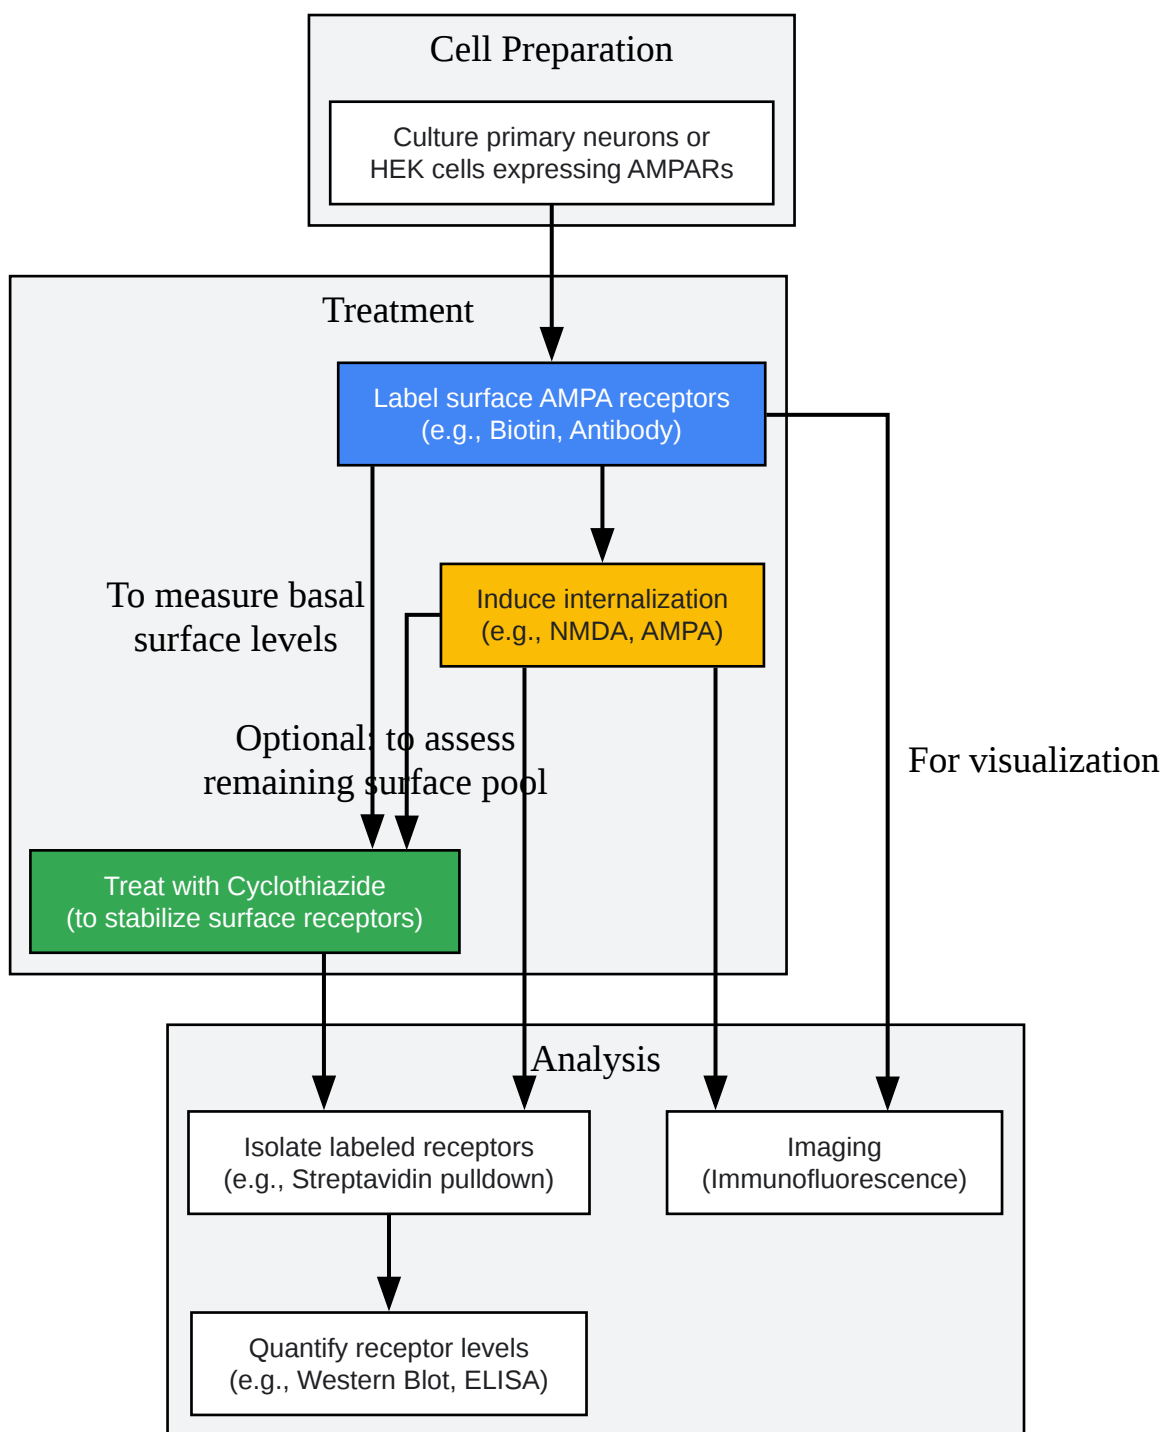 Cell Preparation
Culture primary neurons or
HEK cells expressing AMPARs
Treatment
Label surface AMPA receptors
(e.g., Biotin, Antibody)
To measure basal
surface levels
Induce internalization
(e.g., NMDA, AMPA)
Optional: to assess
remaining surface pool
For visualization
Treat with Cyclothiazide
(to stabilize surface receptors)
Analysis
Isolate labeled receptors
(e.g., Streptavidin pulldown)
Imaging
(Immunofluorescence)
Quantify receptor levels
(e.g., Western Blot, ELISA)